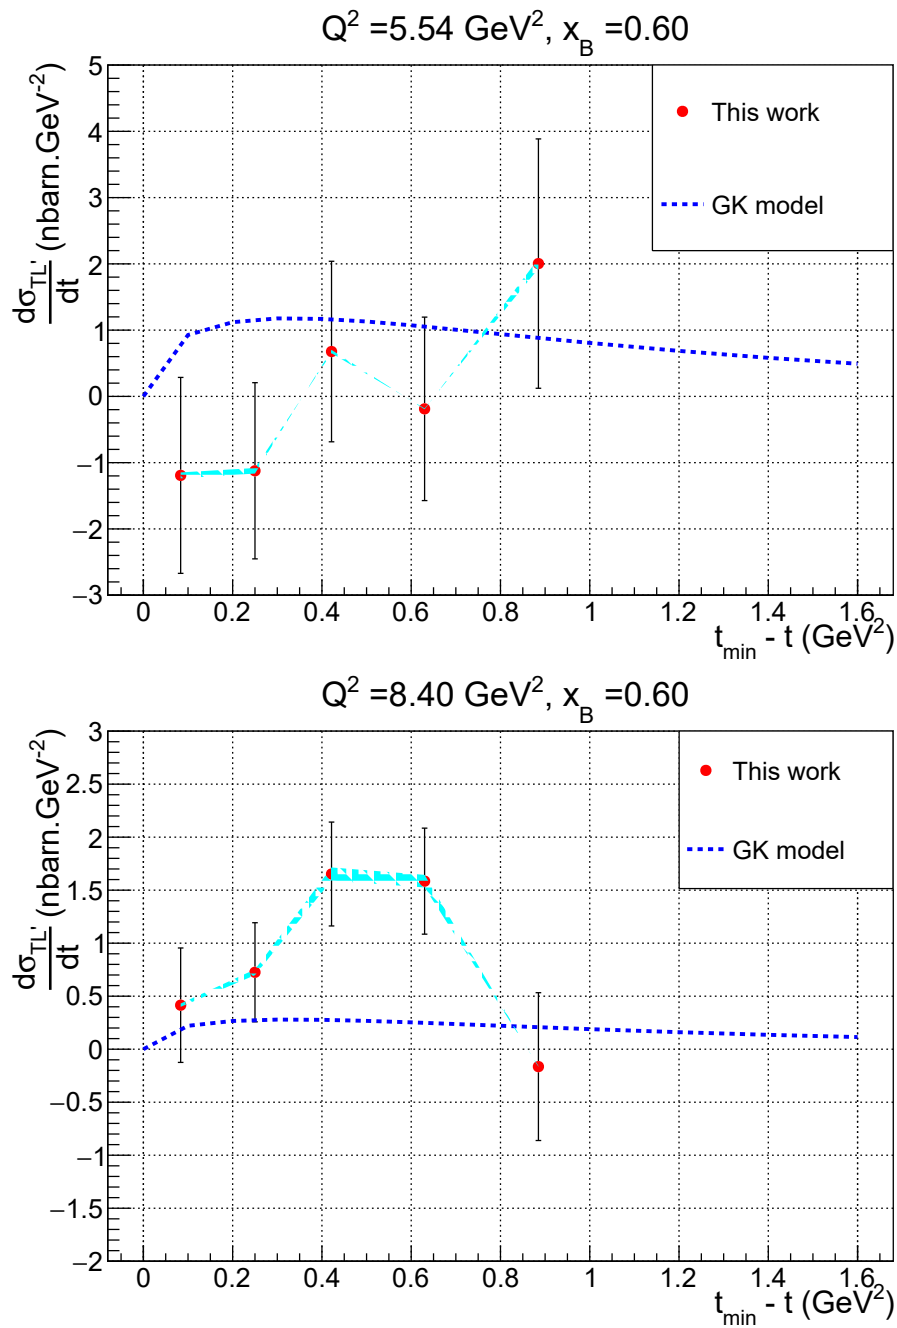 Q² =5.54 GeV², x_B =0.60
dσ_TL'/dt (nbarn.GeV⁻²)
This work
GK model
5
4
3
2
1
0
−1
−2
−3
0 0.2 0.4 0.6 0.8 1 1.2 1.4 1.6
t_min - t (GeV²)
Q² =8.40 GeV², x_B =0.60
dσ_TL'/dt (nbarn.GeV⁻²)
This work
GK model
3
2.5
2
1.5
1
0.5
0
−0.5
−1
−1.5
−2
0 0.2 0.4 0.6 0.8 1 1.2 1.4 1.6
t_min - t (GeV²)